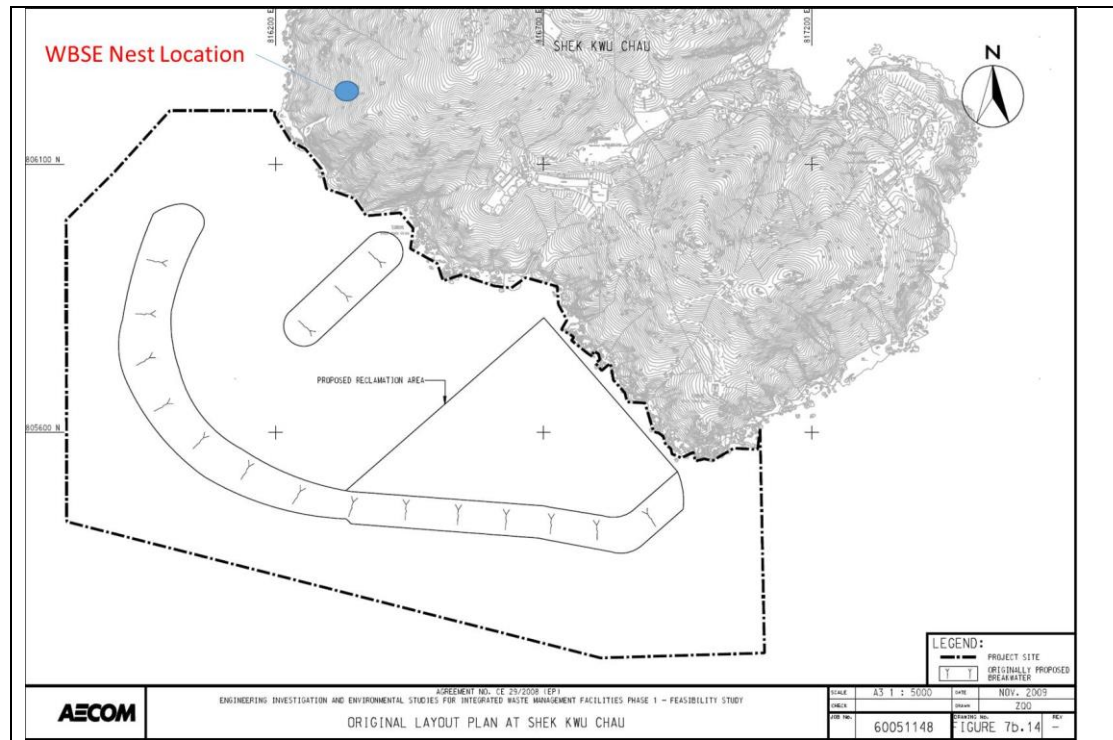 816200 E
816700 E
817200 E
SHEK KWU CHAU
WBSE Nest Location
N
806100 N
PROPOSED RECLAMATION AREA
805600 N
LEGEND:
PROJECT SITE
ORIGINALLY PROPOSED
BREAKWATER
AECOM
AGREEMENT NO. CE 29/2008 (EP)
ENGINEERING INVESTIGATION AND ENVIRONMENTAL STUDIES FOR INTEGRATED WASTE MANAGEMENT FACILITIES PHASE 1 - FEASIBILITY STUDY
ORIGINAL LAYOUT PLAN AT SHEK KWU CHAU
SCALE A3 1 : 5000 DATE NOV. 2009
CHECK DRAWN ZOO
JOB No. 60051148 DRAWING No. FIGURE 7b.14 REV -